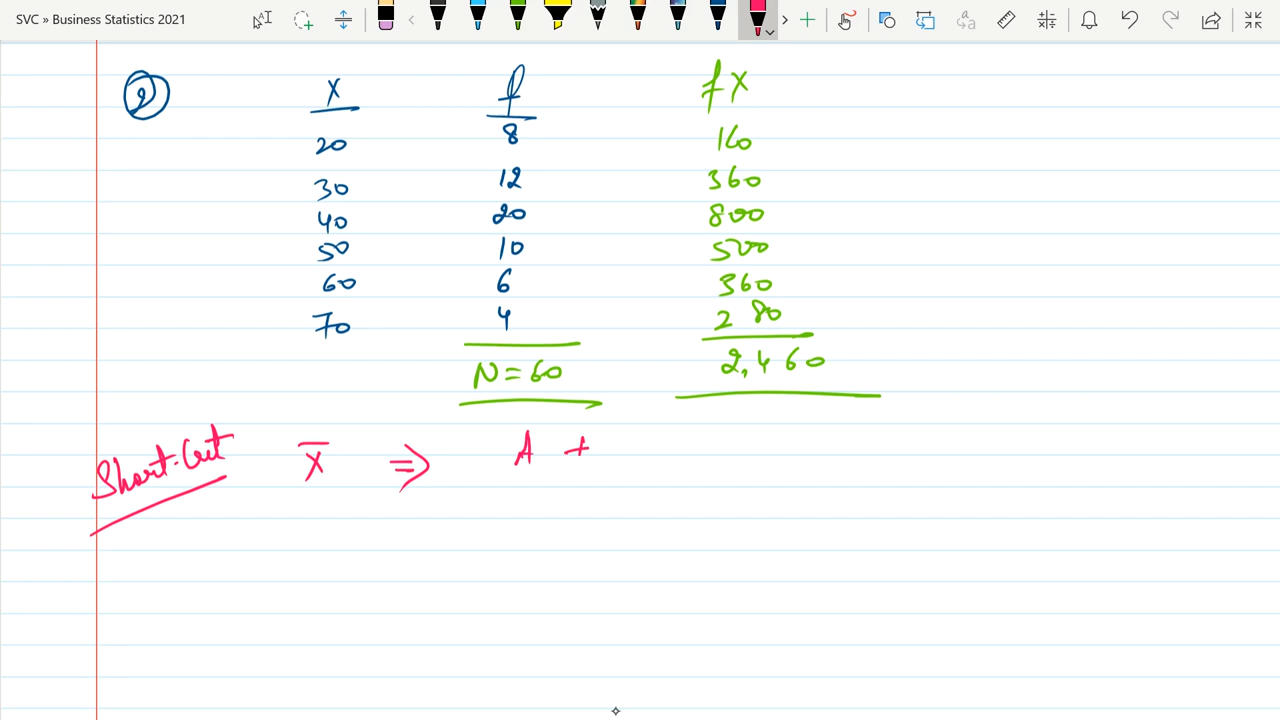 SVC » Business Statistics 2021
② x f fx
20 8 160
30 12 360
40 20 800
50 10 500
60 6 360
70 4 280
N = 60 2,460
Short-Cut x̄ ⇒ A +